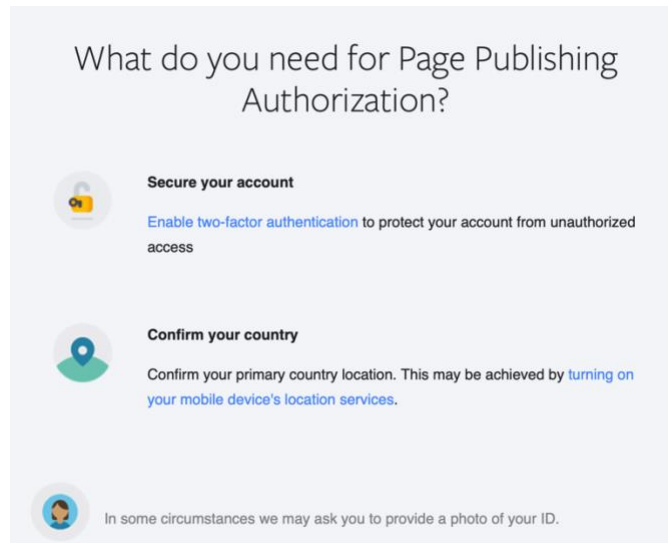 What do you need for Page Publishing
Authorization?
Secure your account
Enable two-factor authentication to protect your account from unauthorized
access
Confirm your country
Confirm your primary country location. This may be achieved by turning on
your mobile device's location services.
In some circumstances we may ask you to provide a photo of your ID.